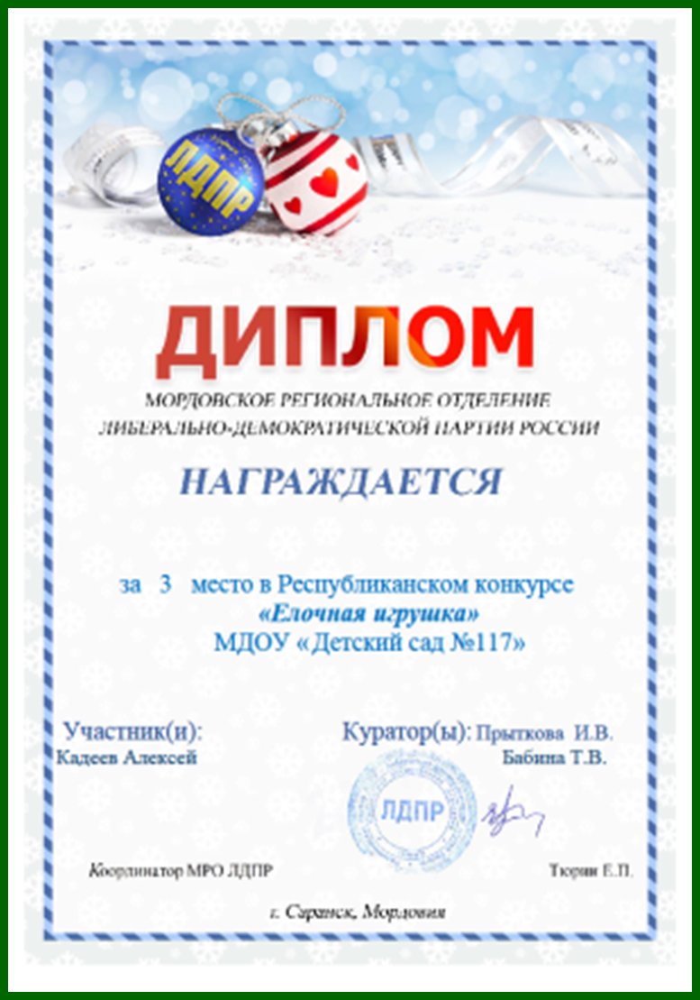 ЛДПР
ДИПЛОМ
МОРДОВСКОЕ РЕГИОНАЛЬНОЕ ОТДЕЛЕНИЕ
ЛИБЕРАЛЬНО-ДЕМОКРАТИЧЕСКОЙ ПАРТИИ РОССИИ
НАГРАЖДАЕТСЯ
за 3 место в Республиканском конкурсе
«Елочная игрушка»
МДОУ «Детский сад №117»
Участник(и): Куратор(ы): Прыткова И.В.
Кадеев Алексей Бабина Т.В.
ЛДПР
Координатор МРО ЛДПР Тюрин Е.П.
г. Саранск, Мордовия